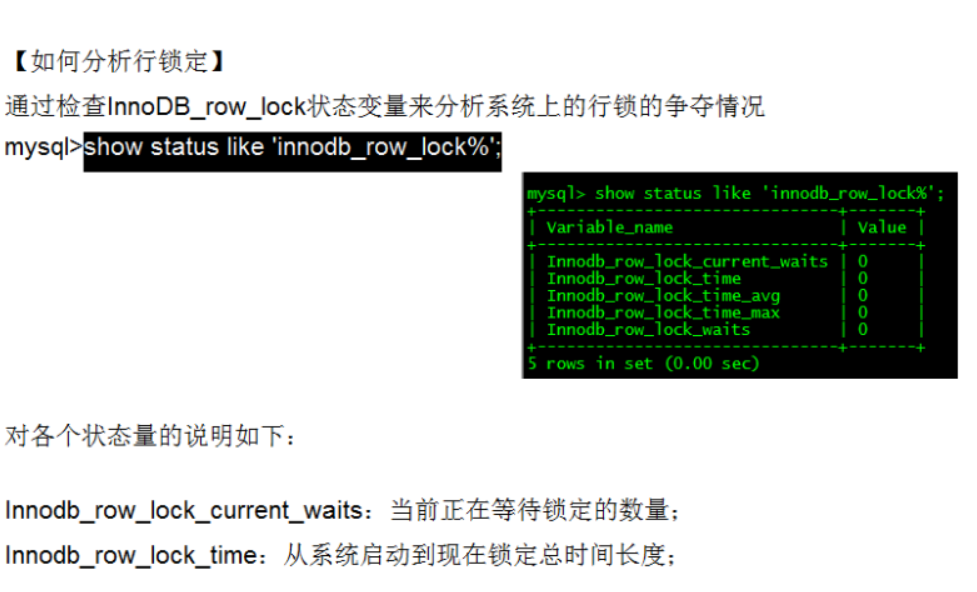 【如何分析行锁定】
通过检查InnoDB_row_lock状态变量来分析系统上的行锁的争夺情况
mysql>show status like 'innodb_row_lock%';
mysql> show status like 'innodb_row_lock%';
+-------------------------------+-------+
| Variable_name | Value |
+-------------------------------+-------+
| Innodb_row_lock_current_waits | 0 |
| Innodb_row_lock_time | 0 |
| Innodb_row_lock_time_avg | 0 |
| Innodb_row_lock_time_max | 0 |
| Innodb_row_lock_waits | 0 |
+-------------------------------+-------+
5 rows in set (0.00 sec)
对各个状态量的说明如下：
Innodb_row_lock_current_waits：当前正在等待锁定的数量；
Innodb_row_lock_time：从系统启动到现在锁定总时间长度；